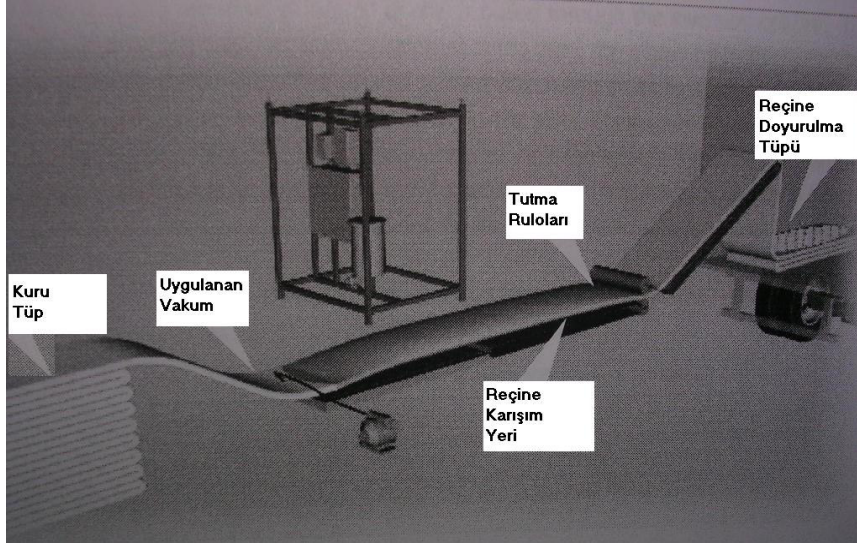 Reçine
Doyurulma
Tüpü
Tutma
Ruloları
Uygulanan
Vakum
Kuru
Tüp
Reçine
Karışım
Yeri